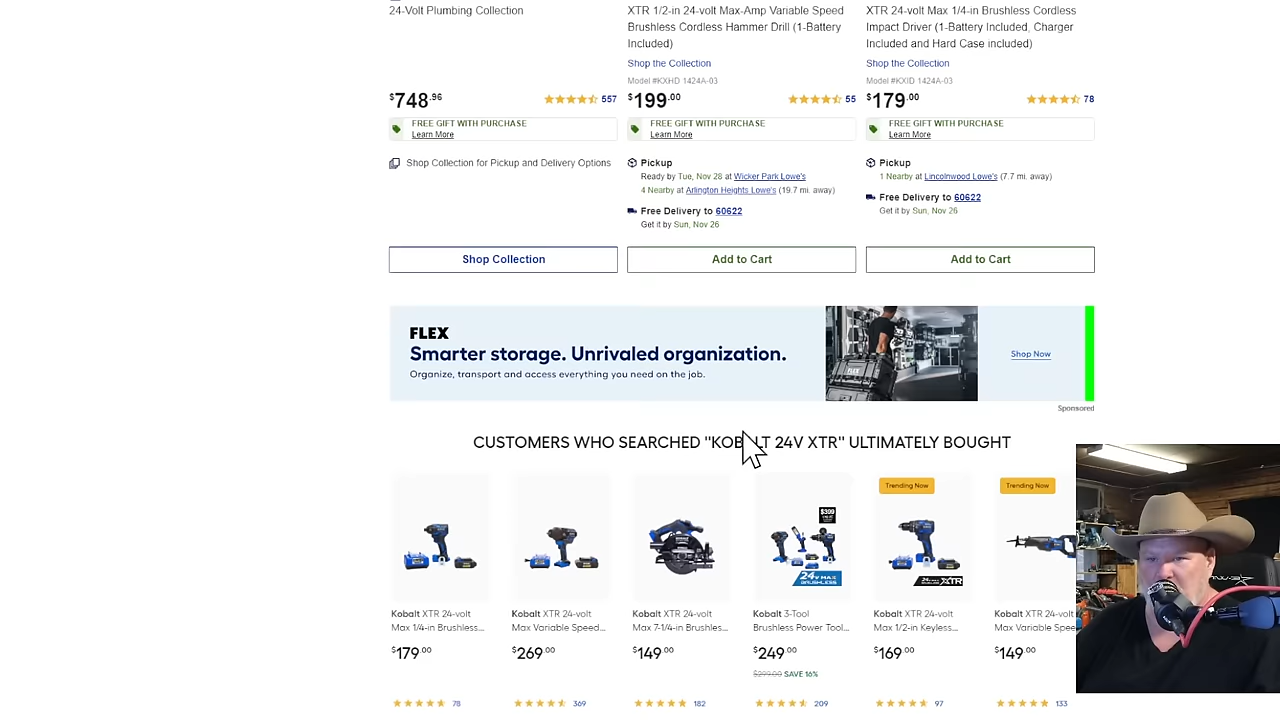 24-Volt Plumbing Collection
XTR 1/2-in 24-volt Max-Amp Variable Speed
Brushless Cordless Hammer Drill (1-Battery
Included)
XTR 24-volt Max 1/4-in Brushless Cordless
Impact Driver (1-Battery Included, Charger
Included and Hard Case included)
Shop the Collection
Shop the Collection
Model #KXHD 1424A-03
Model #KXID 1424A-03
$748.96
557
$199.00
55
$179.00
78
FREE GIFT WITH PURCHASE
Learn More
FREE GIFT WITH PURCHASE
Learn More
FREE GIFT WITH PURCHASE
Learn More
Shop Collection for Pickup and Delivery Options
Pickup
Ready by Tue, Nov 28 at Wicker Park Lowe's
4 Nearby at Arlington Heights Lowe's (19.7 mi. away)
Free Delivery to 60622
Get it by Sun, Nov 26
Pickup
1 Nearby at Lincolnwood Lowe's (7.7 mi. away)
Free Delivery to 60622
Get it by Sun, Nov 26
Shop Collection
Add to Cart
Add to Cart
FLEX
Smarter storage. Unrivaled organization.
Organize, transport and access everything you need on the job.
FLEX
Shop Now
Sponsored
CUSTOMERS WHO SEARCHED "KOBALT 24V XTR" ULTIMATELY BOUGHT
$399
24V MAX
BRUSHLESS
Trending Now
XTR
Trending Now
Kobalt XTR 24-volt
Max 1/4-in Brushless...
$179.00
78
Kobalt XTR 24-volt
Max Variable Speed...
$269.00
369
Kobalt XTR 24-volt
Max 7-1/4-in Brushles...
$149.00
182
Kobalt 3-Tool
Brushless Power Tool...
$249.00
$299.00 SAVE 16%
209
Kobalt XTR 24-volt
Max 1/2-in Keyless...
$169.00
97
Kobalt XTR 24-volt
Max Variable Spee
$149.00
133